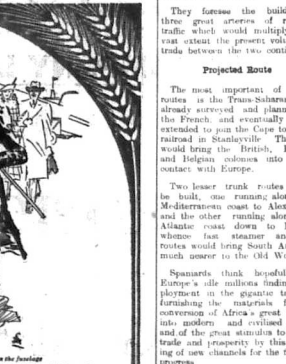 They foresee the build
three great arteries of r
traffic which would multiply
vast extent the present volu
trade between the two conti
Projected Route
The most important of
routes is the Trans-Saharan
already surveyed and plann
the French, and eventually
extended to join the Cape to
railroad in Stanleyville Th
would bring the British, F
and Belgian colonies into
contact with Europe.
Two lesser trunk routes
be built, one running alon
Mediterranean coast to Alex
and the other running alon
Atlantic coast down to
whence fast steamer an
routes would bring South A
much nearer to the Old Wo
Spaniards think hopeful
Europe's idle millions findin
ployment in the gigantic t
furnishing the materials f
conversion of Africa's great
into modern and civilised
and of the great stimulus to
trade and prosperity by this
ing of new channels for the t
progress
n the fuselage